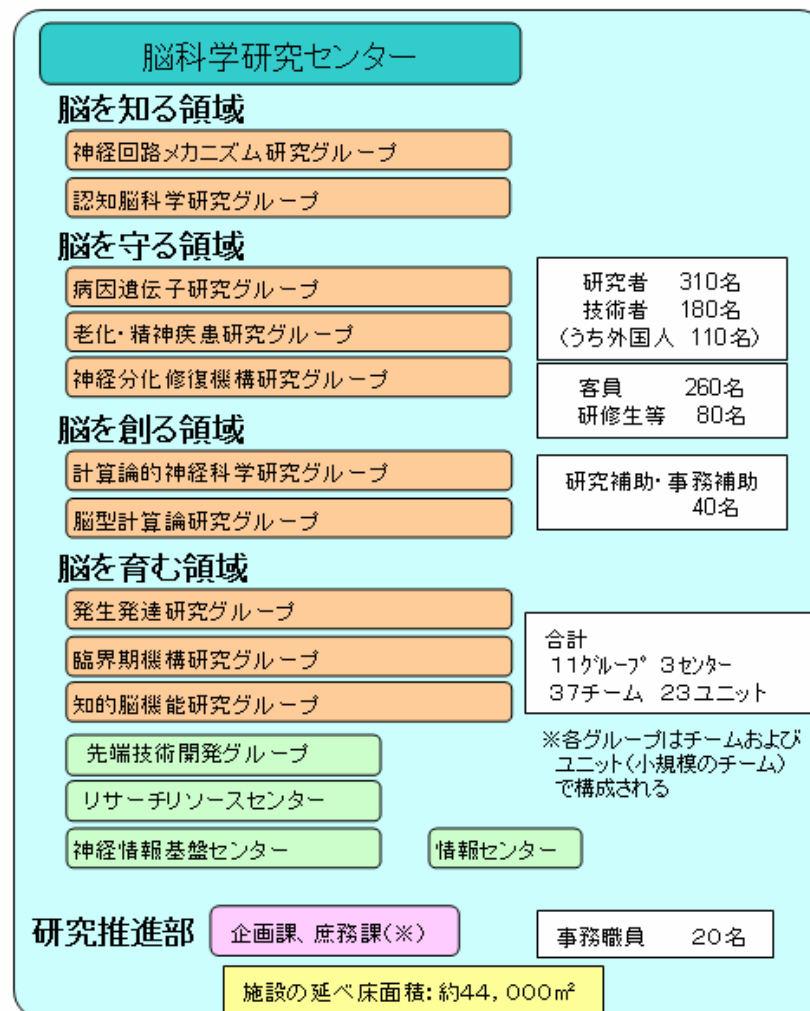 脳科学研究センター
脳を知る領域
神経回路メカニズム研究グループ
認知脳科学研究グループ
脳を守る領域
病因遺伝子研究グループ
老化・精神疾患研究グループ
神経分化修復機構研究グループ
脳を創る領域
計算論的神経科学研究グループ
脳型計算論研究グループ
脳を育む領域
発生発達研究グループ
臨界期機構研究グループ
知的脳機能研究グループ
先端技術開発グループ
リサーチリソースセンター
神経情報基盤センター
情報センター
研究者 310名
技術者 180名
(うち外国人 110名)
客員 260名
研修生等 80名
研究補助・事務補助
40名
合計
11グループ 3センター
37チーム 23ユニット
※各グループはチームおよび
ユニット(小規模のチーム)
で構成される
研究推進部
企画課、庶務課(※)
事務職員 20名
施設の延べ床面積:約44,000㎡